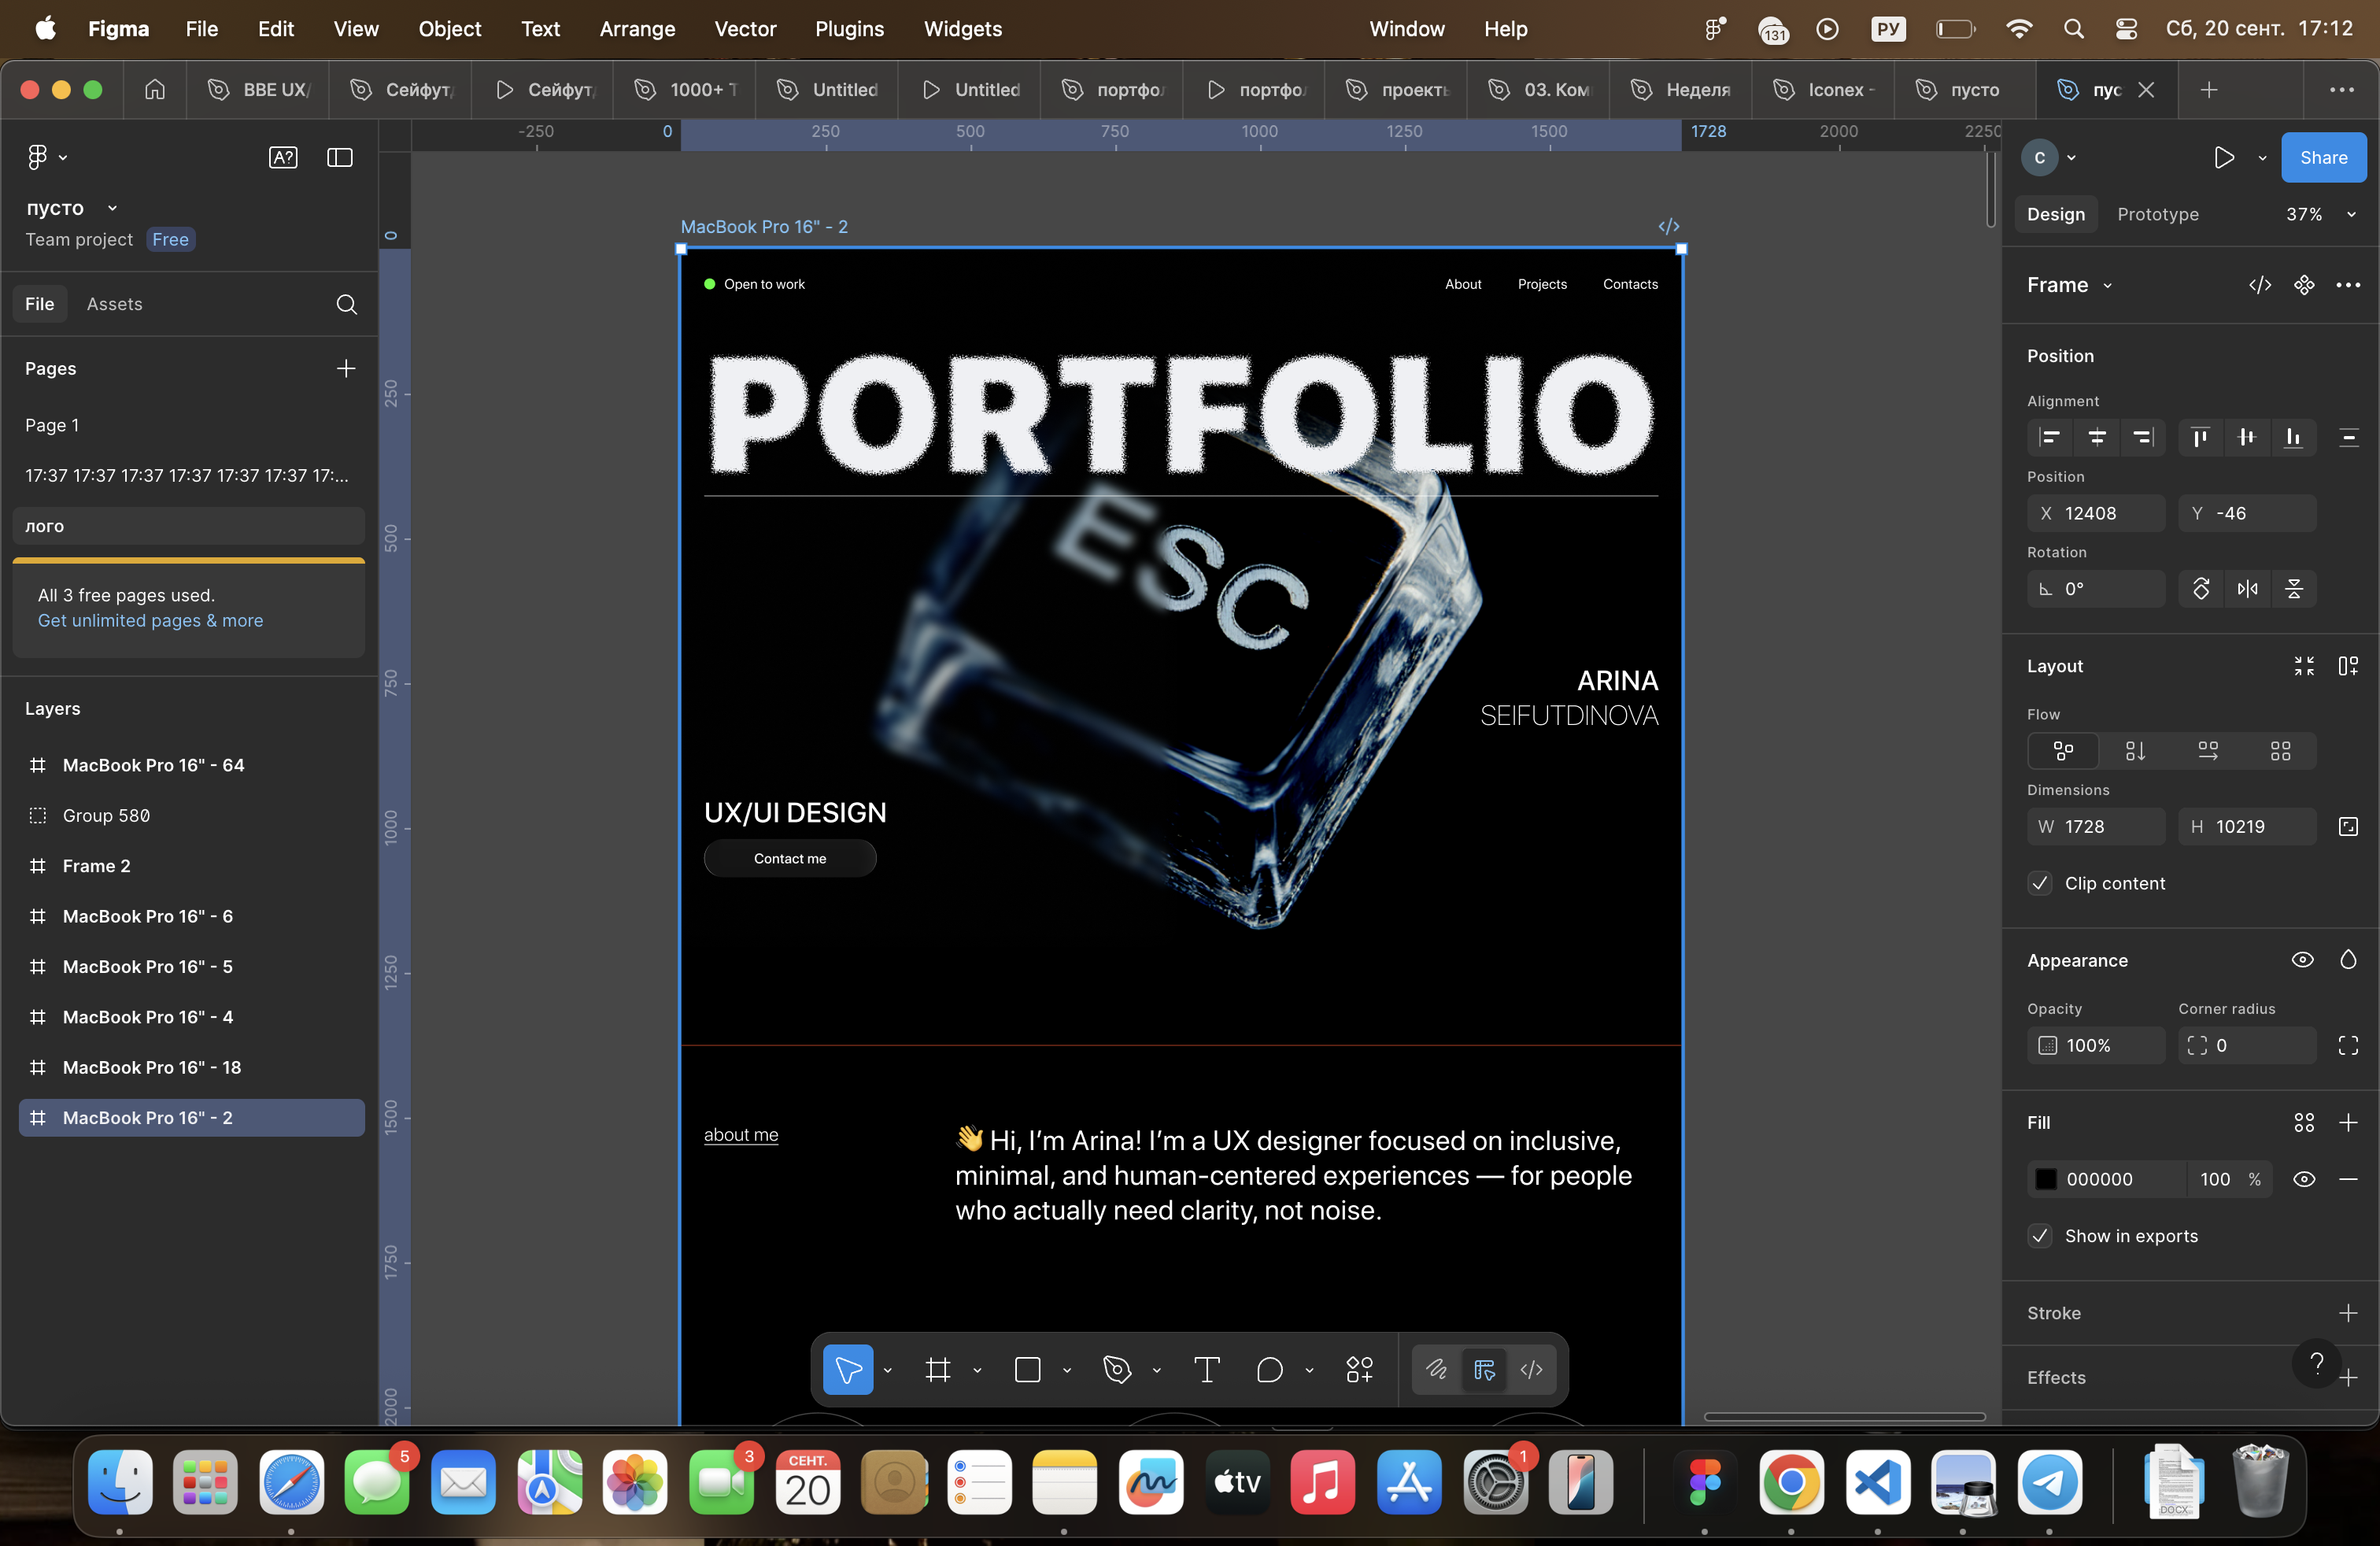 Figma File Edit View Object Text Arrange Vector Plugins Widgets Window Help 131 РУ Сб, 20 сент. 17:12
BBE UX/ Сейфут, Сейфут, 1000+ Т Untitled Untitled портфо портфо проекты 03. Ком Неделя Iconex - пусто пус
-250 0 250 500 750 1000 1250 1500 1728 2000 2250
A?
C
Share
пусто
Team project Free
Design Prototype 37%
File Assets
Pages
Page 1
17:37 17:37 17:37 17:37 17:37 17:37 17:...
лого
All 3 free pages used.
Get unlimited pages & more
Layers
MacBook Pro 16" - 64
Group 580
Frame 2
MacBook Pro 16" - 6
MacBook Pro 16" - 5
MacBook Pro 16" - 4
MacBook Pro 16" - 18
MacBook Pro 16" - 2
0
250
500
750
1000
1250
1500
1750
2000
MacBook Pro 16" - 2
Open to work About Projects Contacts
PORTFOLIO
ESC
ARINA
SEIFUTDINOVA
UX/UI DESIGN
Contact me
about me
👋 Hi, I’m Arina! I’m a UX designer focused on inclusive,
minimal, and human-centered experiences — for people
who actually need clarity, not noise.
Frame
Position
Alignment
Position
X 12408 Y -46
Rotation
0°
Layout
Flow
Dimensions
W 1728 H 10219
Clip content
Appearance
Opacity Corner radius
100% 0
Fill
000000 100 %
Show in exports
Stroke
Effects
?
5 3 СЕНТ. 1
20 tv
DOCX